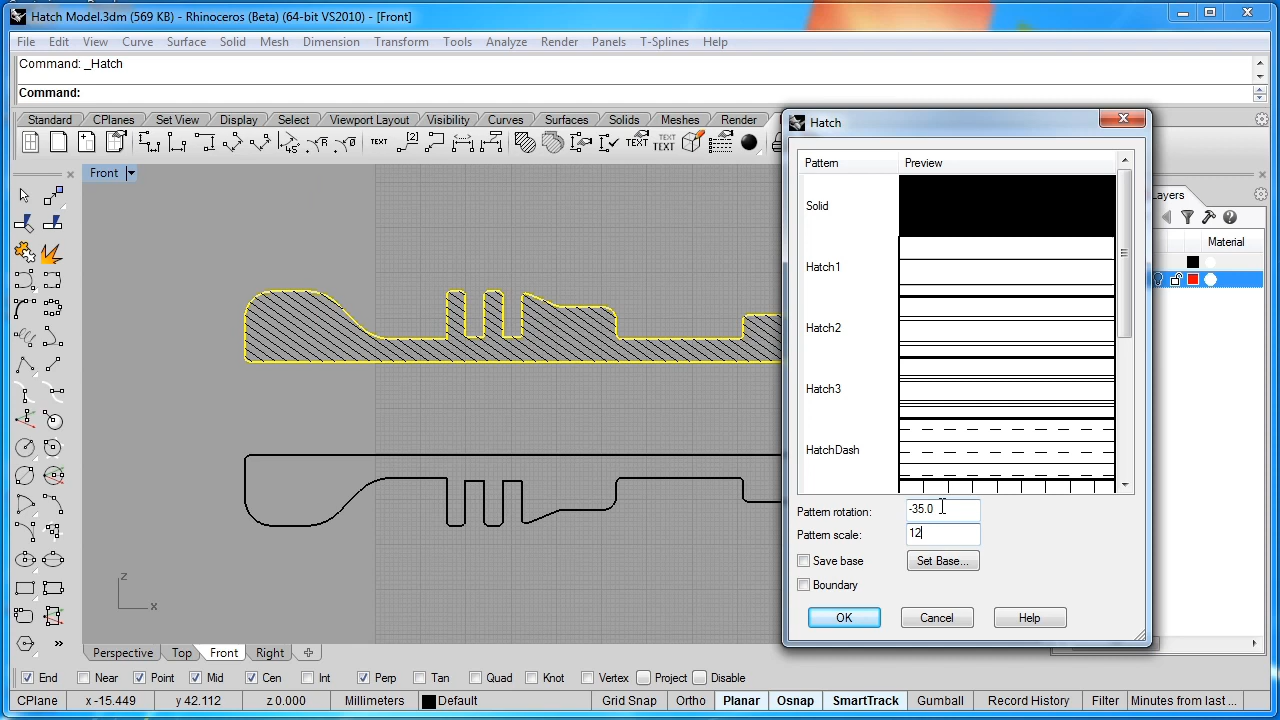 Hatch Model.3dm (569 KB) - Rhinoceros (Beta) (64-bit VS2010) - [Front]
File Edit View Curve Surface Solid Mesh Dimension Transform Tools Analyze Render Panels T-Splines Help
Command: _Hatch
Command:
Standard CPlanes Set View Display Select Viewport Layout Visibility Curves Surfaces Solids Meshes Render
TEXT TEXT TEXT TEXT
Front
Hatch
Pattern Preview
Solid
Hatch1
Hatch2
Hatch3
HatchDash
Pattern rotation: -35.0
Pattern scale: 12
Save base Set Base...
Boundary
OK Cancel Help
Layers
Material
z
x
Perspective Top Front Right
End Near Point Mid Cen Int Perp Tan Quad Knot Vertex Project Disable
CPlane x -15.449 y 42.112 z 0.000 Millimeters Default Grid Snap Ortho Planar Osnap SmartTrack Gumball Record History Filter Minutes from last ...